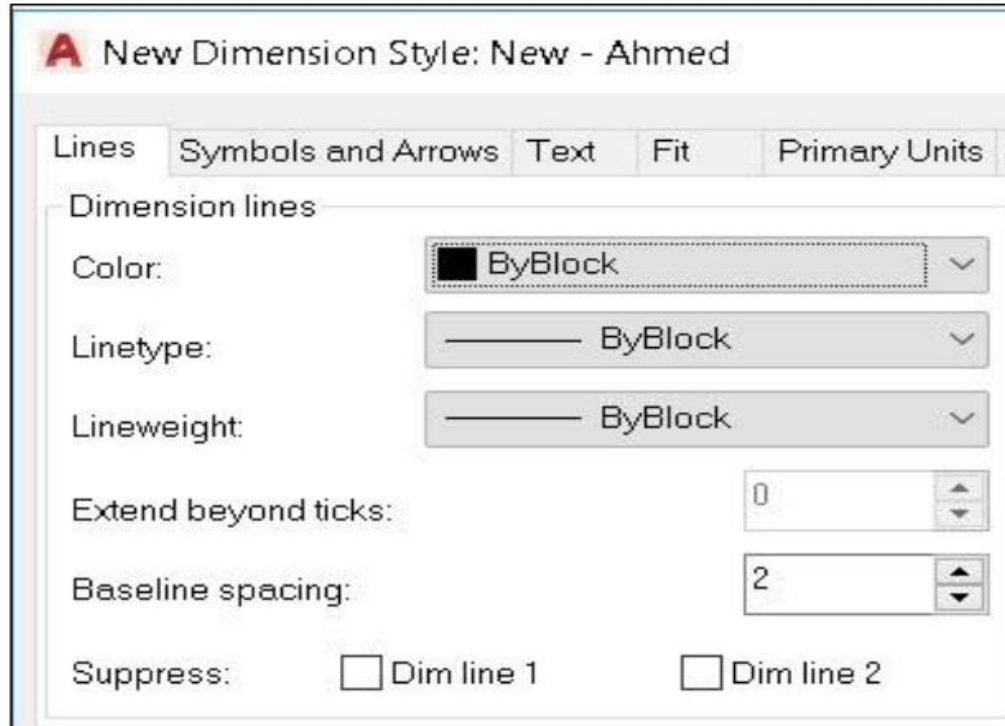 New Dimension Style: New - Ahmed
Lines Symbols and Arrows Text Fit Primary Units
Dimension lines
Color: ByBlock
Linetype: ByBlock
Lineweight: ByBlock
Extend beyond ticks: 0
Baseline spacing: 2
Suppress: Dim line 1 Dim line 2